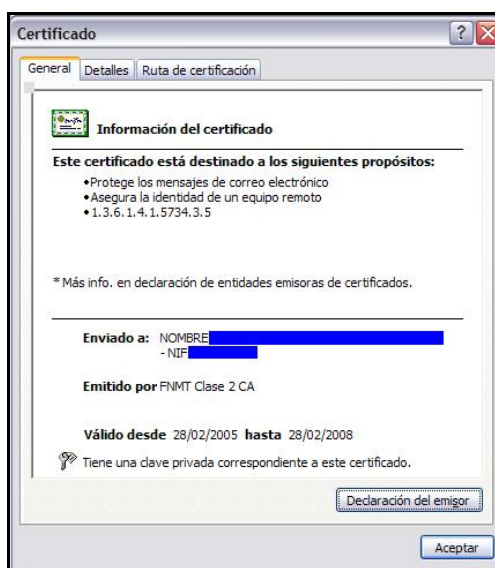 Certificado
General Detalles Ruta de certificación
Información del certificado
Este certificado está destinado a los siguientes propósitos:
•Protege los mensajes de correo electrónico
•Asegura la identidad de un equipo remoto
•1.3.6.1.4.1.5734.3.5
* Más info. en declaración de entidades emisoras de certificados.
Enviado a: NOMBRE
- NIF
Emitido por FNMT Clase 2 CA
Válido desde 28/02/2005 hasta 28/02/2008
Tiene una clave privada correspondiente a este certificado.
Declaración del emisor
Aceptar